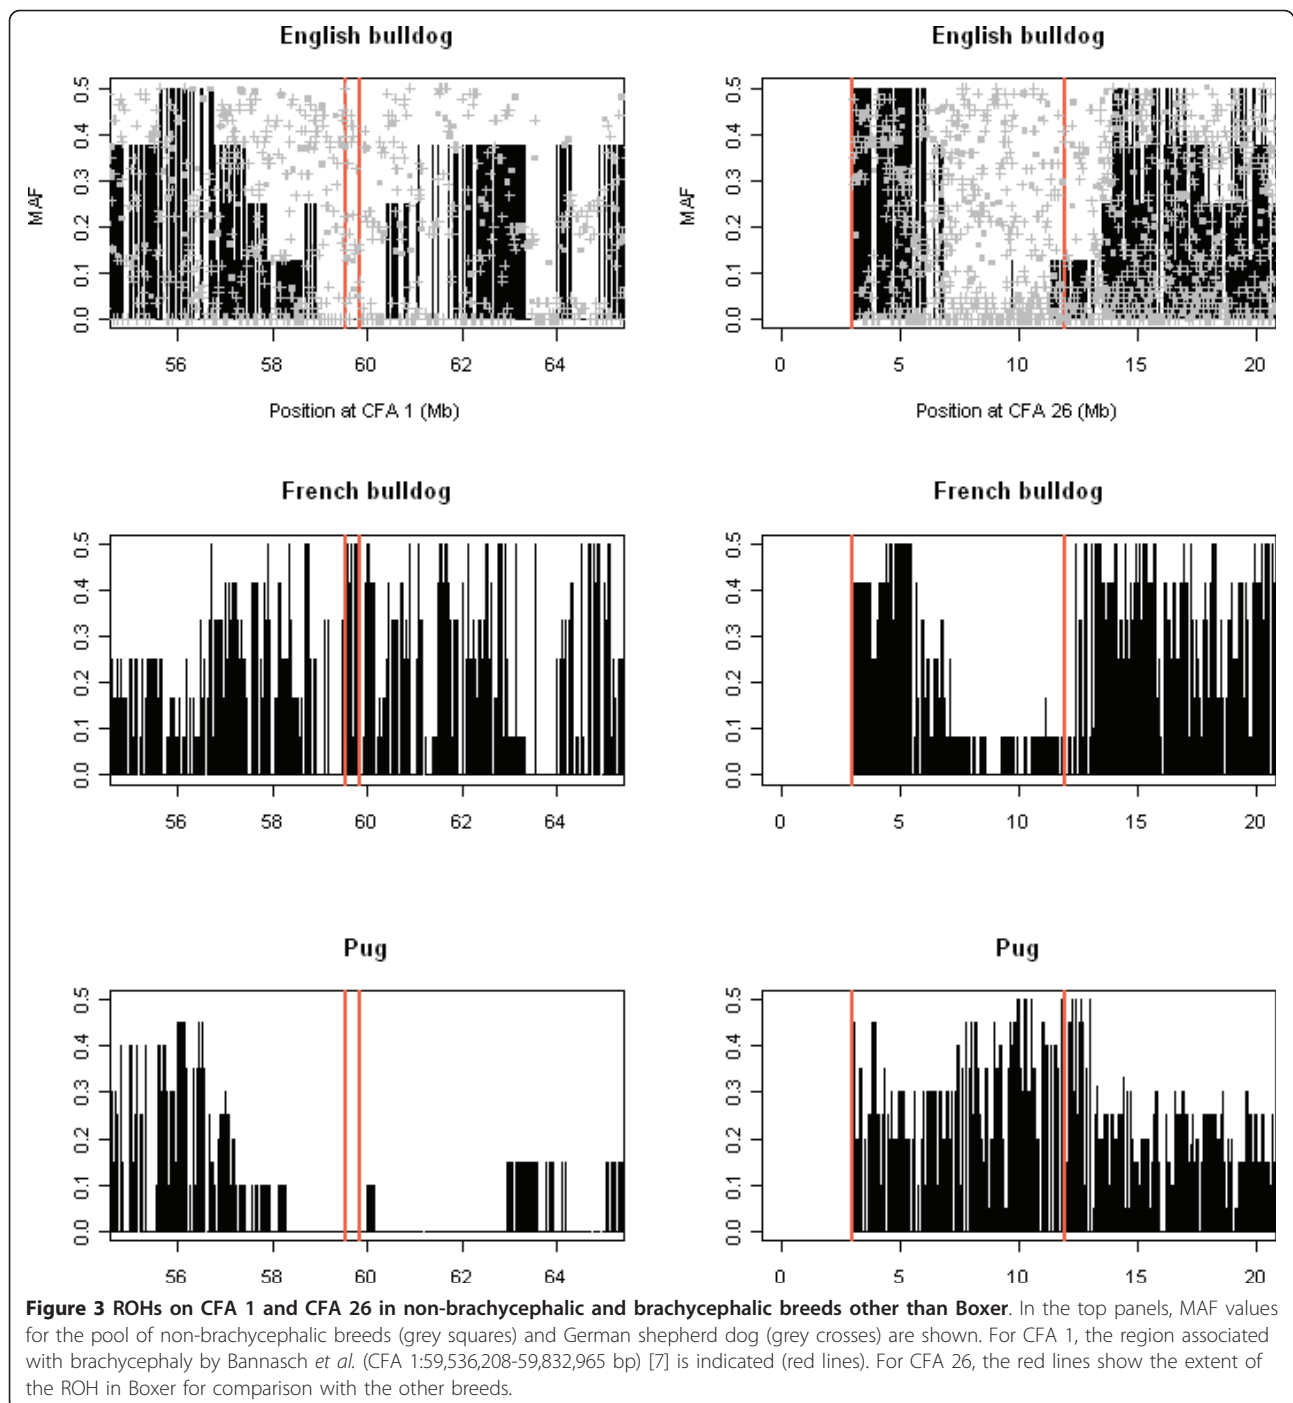 English bulldog
English bulldog
MAF
0.0 0.1 0.2 0.3 0.4 0.5
56 58 60 62 64
Position at CFA 1 (Mb)
MAF
0.0 0.1 0.2 0.3 0.4 0.5
0 5 10 15 20
Position at CFA 26 (Mb)
French bulldog
French bulldog
0.0 0.1 0.2 0.3 0.4 0.5
56 58 60 62 64
0.0 0.1 0.2 0.3 0.4 0.5
0 5 10 15 20
Pug
Pug
0.0 0.1 0.2 0.3 0.4 0.5
56 58 60 62 64
0.0 0.1 0.2 0.3 0.4 0.5
0 5 10 15 20
Figure 3 ROHs on CFA 1 and CFA 26 in non-brachycephalic and brachycephalic breeds other than Boxer. In the top panels, MAF values
for the pool of non-brachycephalic breeds (grey squares) and German shepherd dog (grey crosses) are shown. For CFA 1, the region associated
with brachycephaly by Bannasch et al. (CFA 1:59,536,208-59,832,965 bp) [7] is indicated (red lines). For CFA 26, the red lines show the extent of
the ROH in Boxer for comparison with the other breeds.